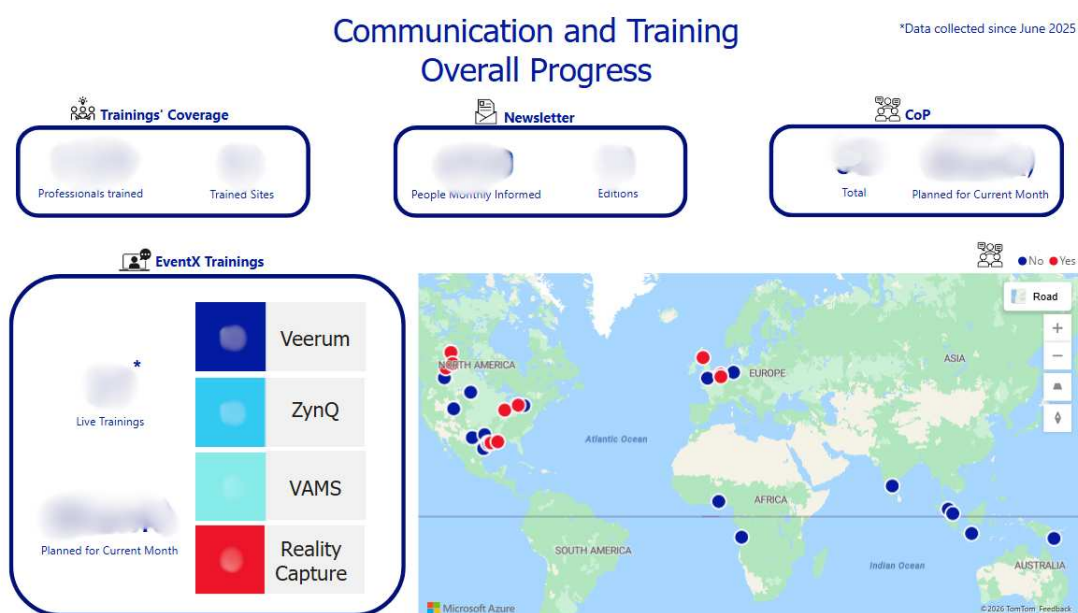 Communication and Training
Overall Progress
*Data collected since June 2025
Trainings' Coverage
Professionals trained
Trained Sites
Newsletter
People Monthly Informed
Editions
CoP
Total
Planned for Current Month
EventX Trainings
*
Live Trainings
Planned for Current Month
Veerum
ZynQ
VAMS
Reality
Capture
No Yes
Road
NORTH AMERICA
EUROPE
ASIA
Atlantic Ocean
AFRICA
SOUTH AMERICA
Indian Ocean
AUSTRALIA
Microsoft Azure
©2026 TomTom Feedback